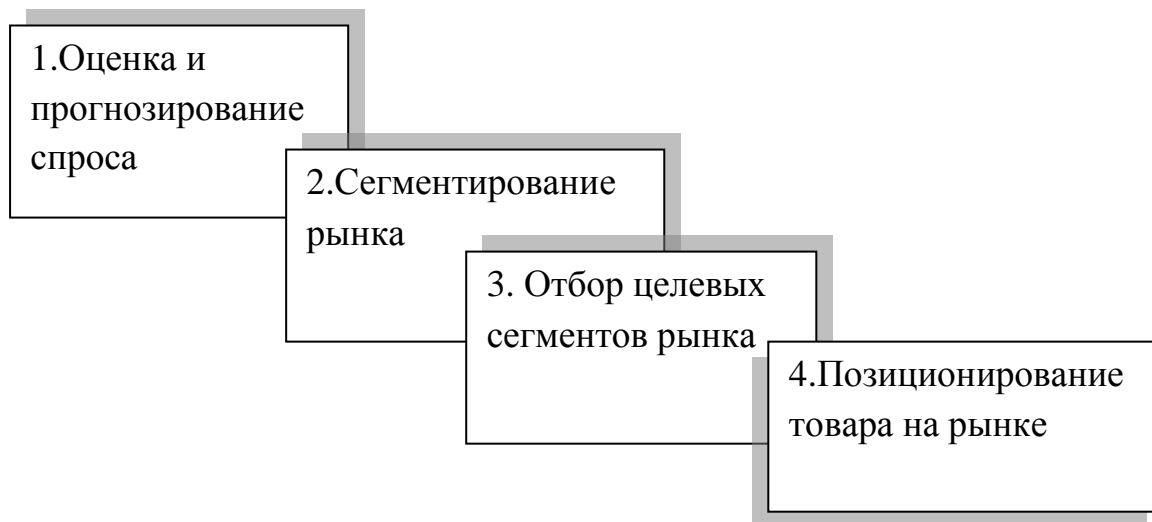 1.Оценка и
прогнозирование
спроса
2.Сегментирование
рынка
3. Отбор целевых
сегментов рынка
4.Позиционирование
товара на рынке